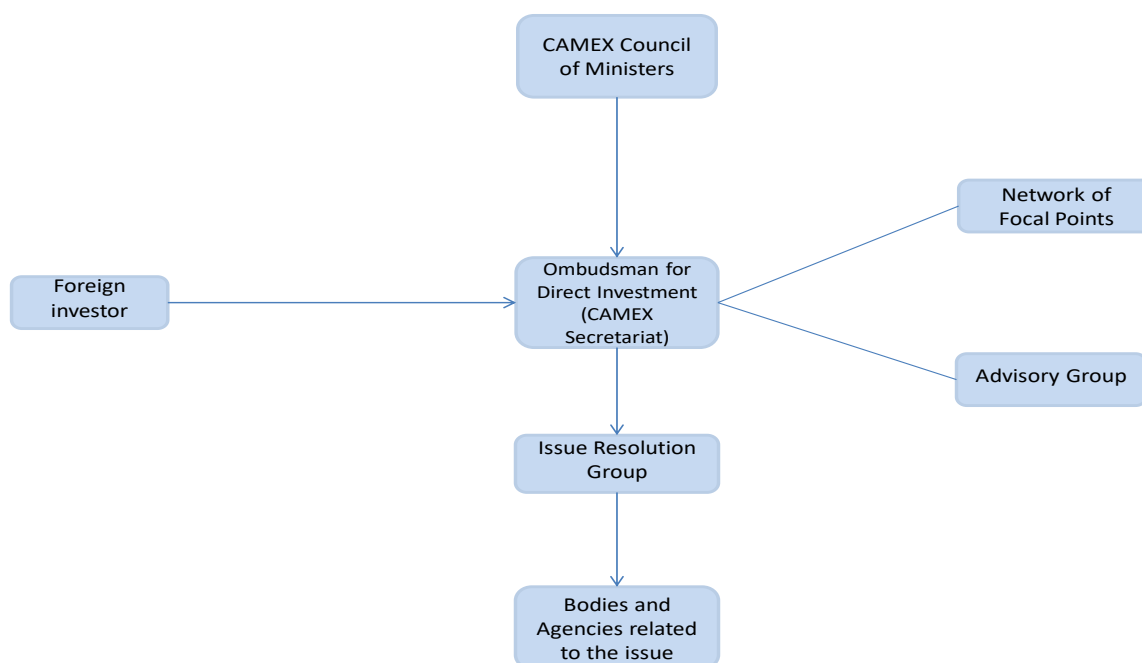 CAMEX Council
of Ministers
Network of
Focal Points
Foreign
investor
Ombudsman for
Direct Investment
(CAMEX
Secretariat)
Advisory Group
Issue Resolution
Group
Bodies and
Agencies related
to the issue